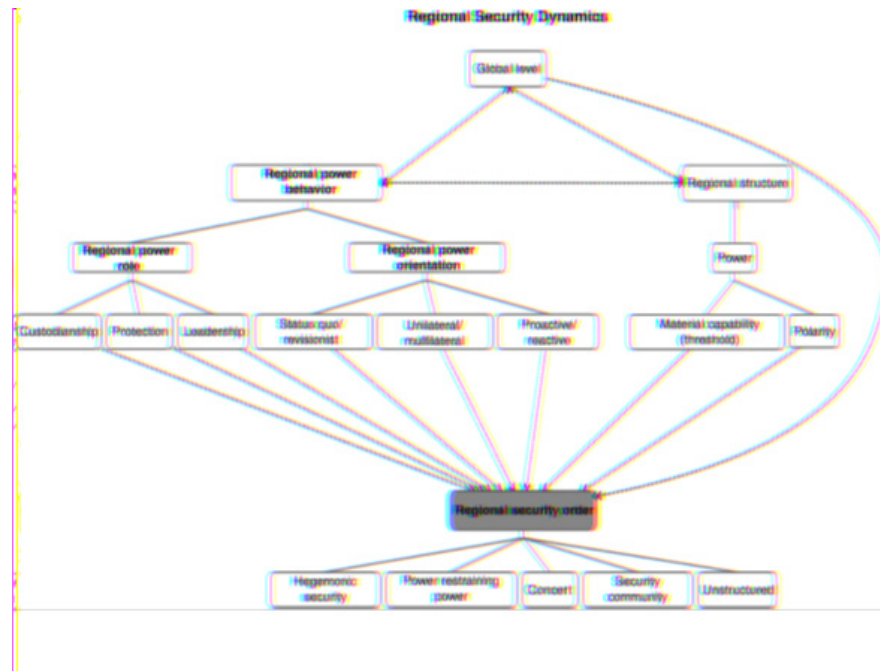 Regional Security Dynamics
Global level
Regional power
behavior
Regional structure
Regional power
role
Regional power
orientation
Power
Custodianship
Protection
Leadership
Status quo/
revisionist
Unilateral/
multilateral
Proactive/
reactive
Material capability
(threshold)
Polarity
Regional security order
Hegemonic
security
Power restraining
power
Concert
Security
community
Unstructured